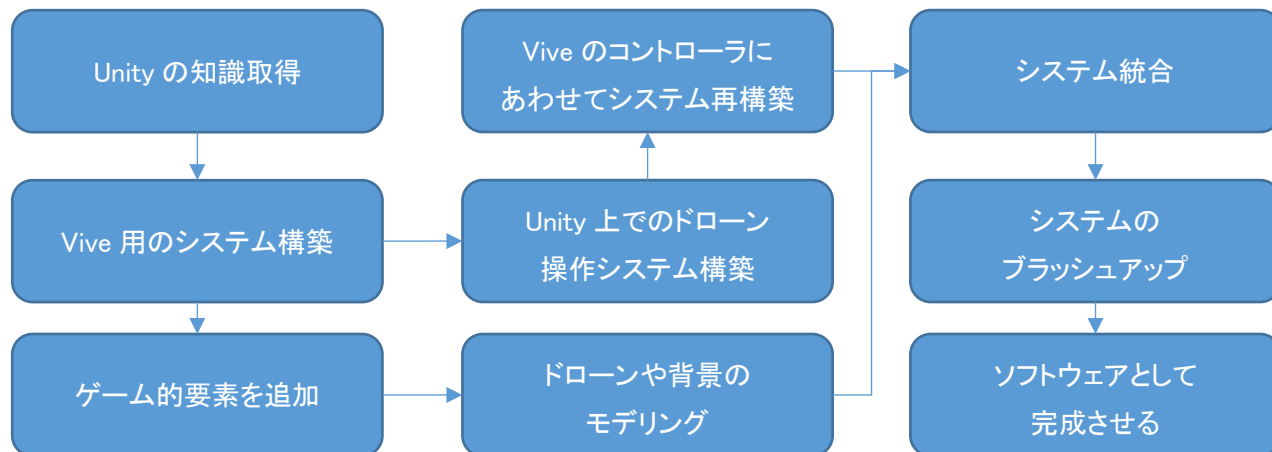 Unity の知識取得
Vive 用のシステム構築
ゲーム的要素を追加
Vive のコントローラに
あわせてシステム再構築
Unity 上でのドローン
操作システム構築
ドローンや背景の
モデリング
システム統合
システムの
ブラッシュアップ
ソフトウェアとして
完成させる